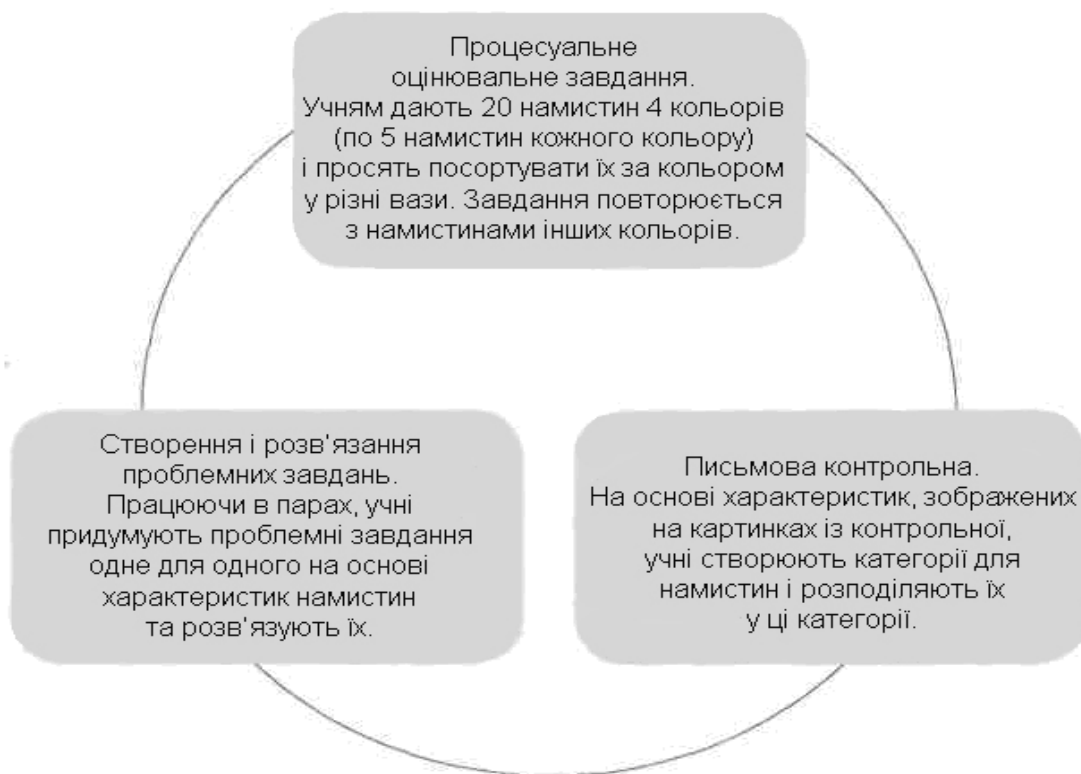 Процесуальне
оцінювальне завдання.
Учням дають 20 намистин 4 кольорів
(по 5 намистин кожного кольору)
і просять посортувати їх за кольором
у різні вази. Завдання повторюється
з намистинами інших кольорів.
Створення і розв'язання
проблемних завдань.
Працюючи в парах, учні
придумують проблемні завдання
одне для одного на основі
характеристик намистин
та розв'язують їх.
Письмова контрольна.
На основі характеристик, зображених
на картинках із контрольної,
учні створюють категорії для
намистин і розподіляють їх
у ці категорії.